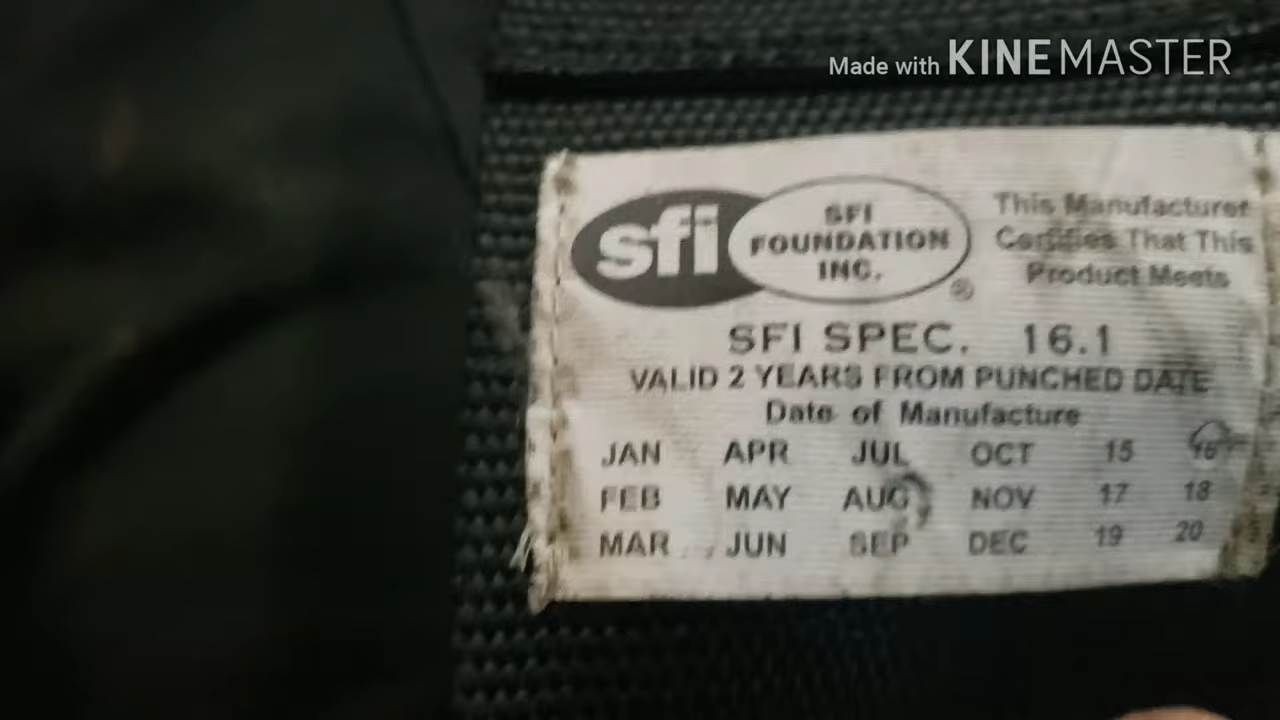 Made with KINEMASTER
sfi
SFI
FOUNDATION
INC.
®
This Manufacturer
Certifies That This
Product Meets
SFI SPEC. 16.1
VALID 2 YEARS FROM PUNCHED DATE
Date of Manufacture
JAN APR JUL OCT 15 16
FEB MAY AUG NOV 17 18
MAR JUN SEP DEC 19 20